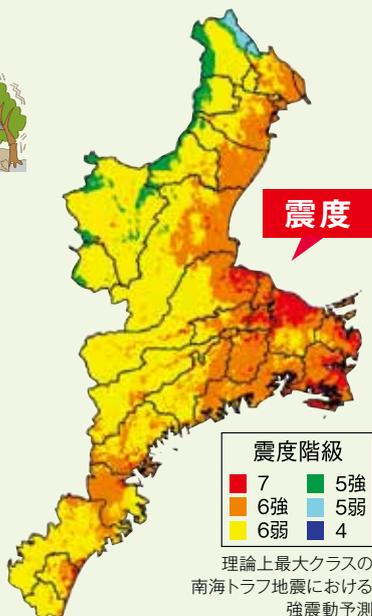 震度
震度階級
7 5強
6強 5弱
6弱 4
理論上最大クラスの
南海トラフ地震における
強震動予測